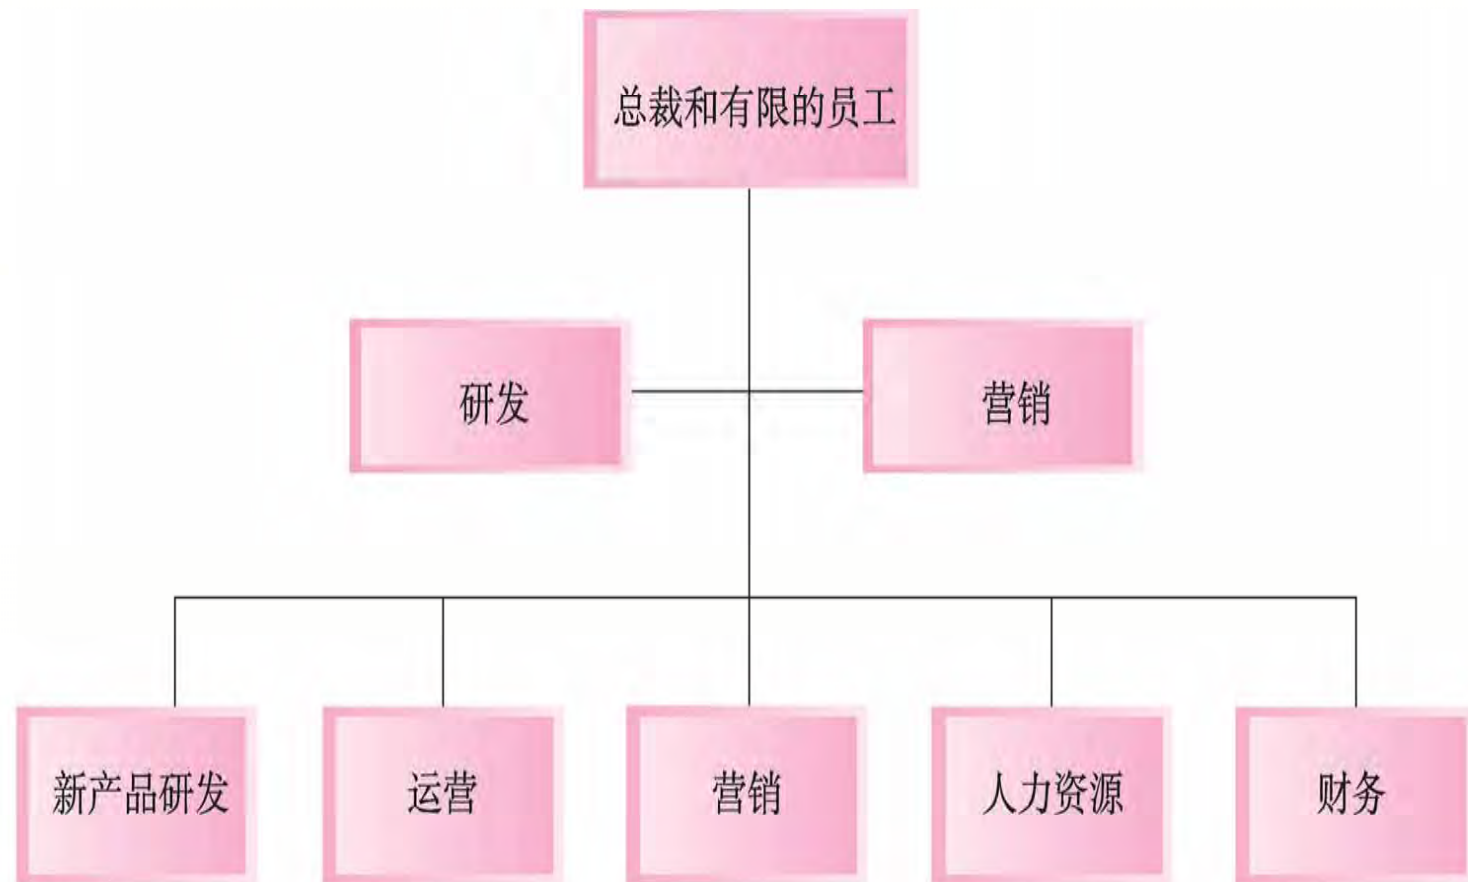 总裁和有限的员工
研发
营销
新产品研发
运营
营销
人力资源
财务